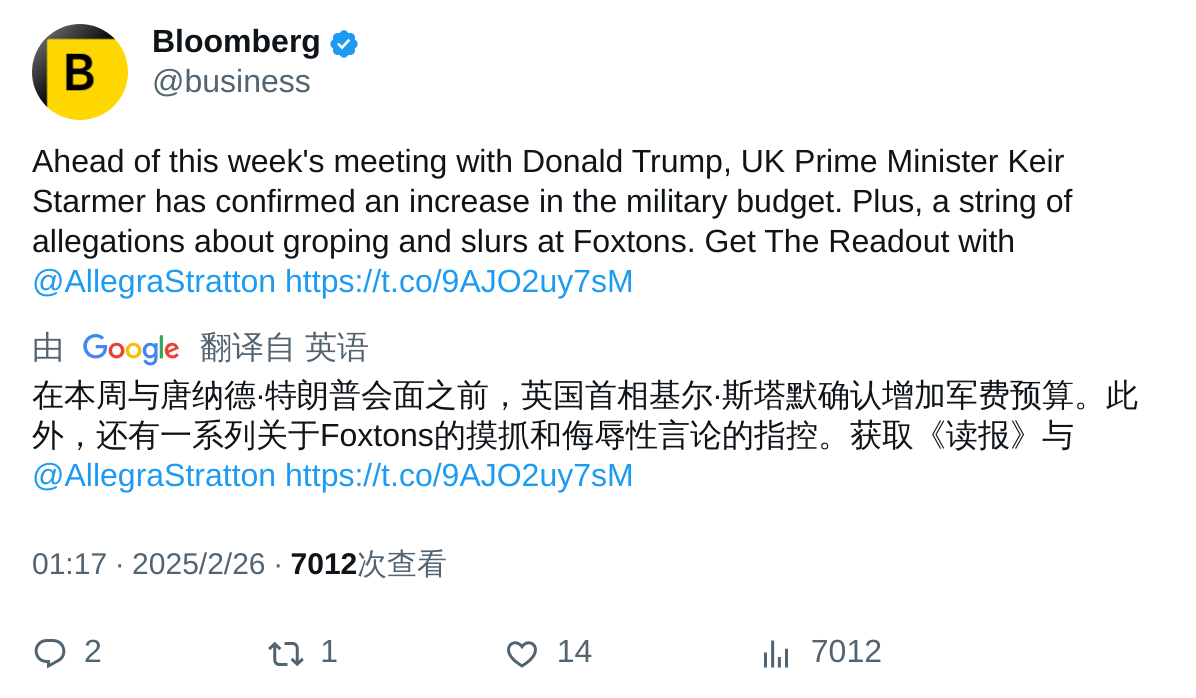 B
Bloomberg
@business
Ahead of this week's meeting with Donald Trump, UK Prime Minister Keir
Starmer has confirmed an increase in the military budget. Plus, a string of
allegations about groping and slurs at Foxtons. Get The Readout with
@AllegraStratton https://t.co/9AJO2uy7sM
由 Google 翻译自 英语
在本周与唐纳德·特朗普会面之前，英国首相基尔·斯塔默确认增加军费预算。此
外，还有一系列关于Foxtons的摸抓和侮辱性言论的指控。获取《读报》与
@AllegraStratton https://t.co/9AJO2uy7sM
01:17 · 2025/2/26 · 7012次查看
2 1 14 7012